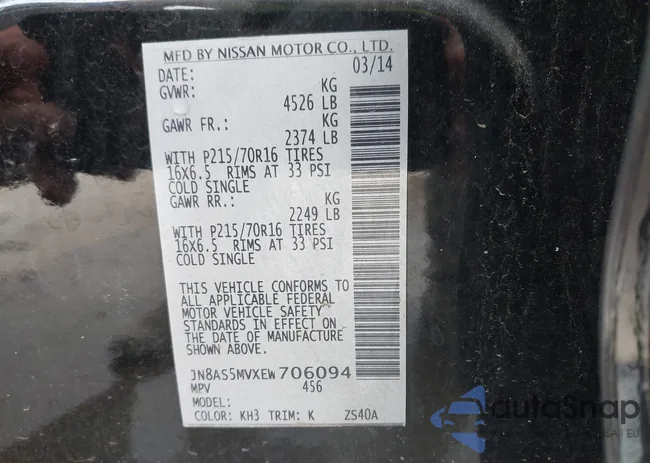 MFD BY NISSAN MOTOR CO., LTD.
DATE: 03/14
GVWR: KG
4526 LB
GAWR FR.: KG
2374 LB
WITH P215/70R16 TIRES
16X6.5 RIMS AT 33 PSI
COLD SINGLE
GAWR RR.: KG
2249 LB
WITH P215/70R16 TIRES
16X6.5 RIMS AT 33 PSI
COLD SINGLE
THIS VEHICLE CONFORMS TO
ALL APPLICABLE FEDERAL
MOTOR VEHICLE SAFETY
STANDARDS IN EFFECT ON
THE DATE OF MANUFACTURE
SHOWN ABOVE.
JN8AS5MVXEW706094
MPV 456
MODEL:
COLOR: KH3 TRIM: K ZS40A
autoSnap